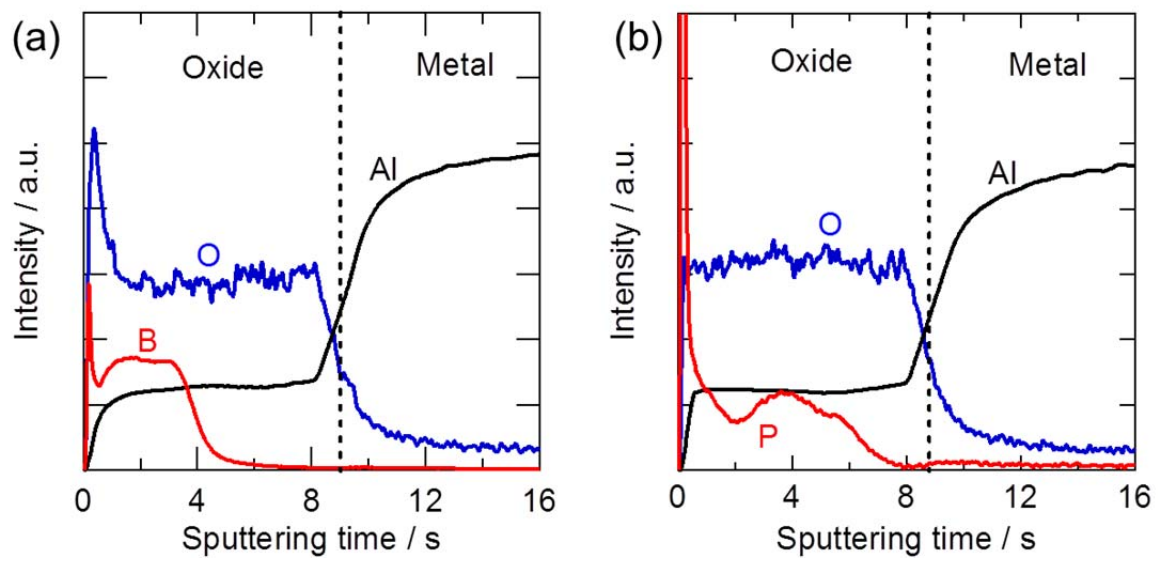 (a)
Oxide
Metal
Al
O
B
Intensity / a.u.
0
4
8
12
16
Sputtering time / s
(b)
Oxide
Metal
Al
O
P
Intensity / a.u.
0
4
8
12
16
Sputtering time / s